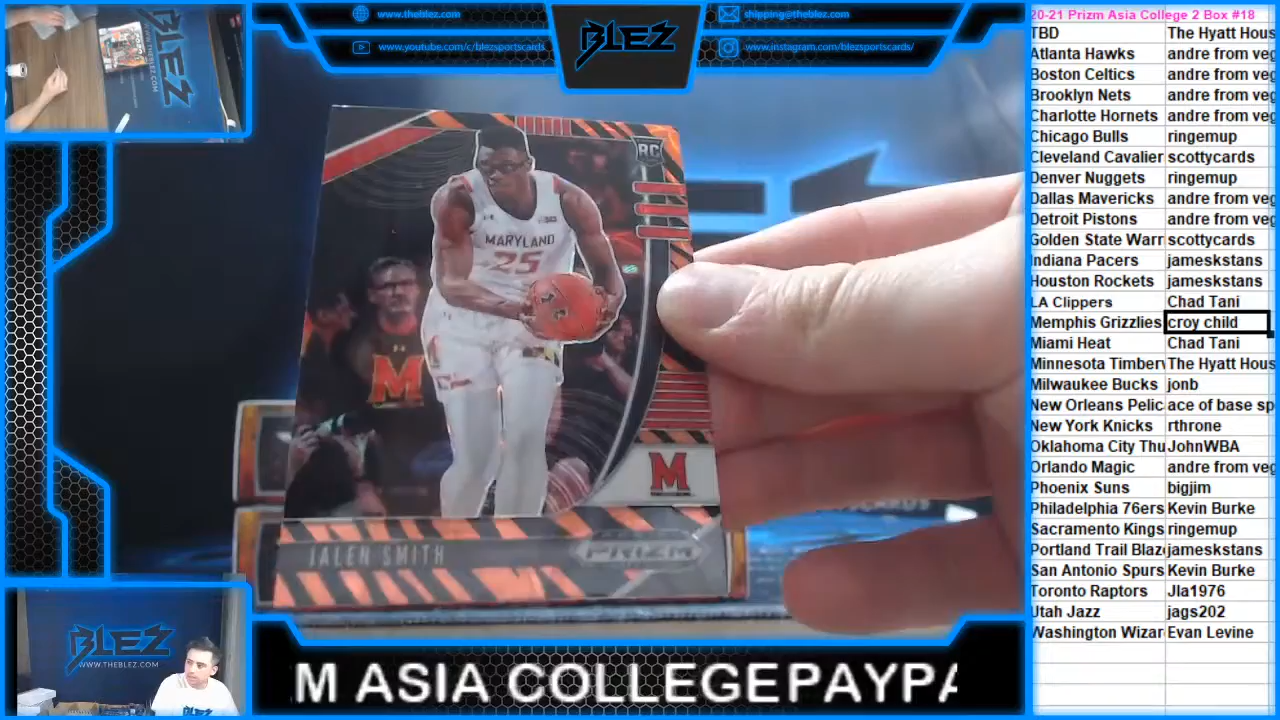 www.theblez.com
www.youtube.com/c/blezsportscards
BLEZ
shipping@theblez.com
www.instagram.com/blezsportscards/
BLEZ
RC
MARYLAND
25
M
M
JALEN SMITH
PRIZM
BLEZ
WWW.THEBLEZ.COM
M ASIA COLLEGEPAYPA
20-21 Prizm Asia College 2 Box #18
TBD The Hyatt Hous
Atlanta Hawks andre from veg
Boston Celtics andre from veg
Brooklyn Nets andre from veg
Charlotte Hornets andre from veg
Chicago Bulls ringemup
Cleveland Cavalier scottycards
Denver Nuggets ringemup
Dallas Mavericks andre from veg
Detroit Pistons andre from veg
Golden State Warr scottycards
Indiana Pacers jameskstans
Houston Rockets jameskstans
LA Clippers Chad Tani
Memphis Grizzlies croy child
Miami Heat Chad Tani
Minnesota Timberv The Hyatt Hous
Milwaukee Bucks jonb
New Orleans Pelic ace of base sp
New York Knicks rthrone
Oklahoma City Thu JohnWBA
Orlando Magic andre from veg
Phoenix Suns bigjim
Philadelphia 76ers Kevin Burke
Sacramento Kings ringemup
Portland Trail Blaz jameskstans
San Antonio Spurs Kevin Burke
Toronto Raptors Jla1976
Utah Jazz jags202
Washington Wizar Evan Levine